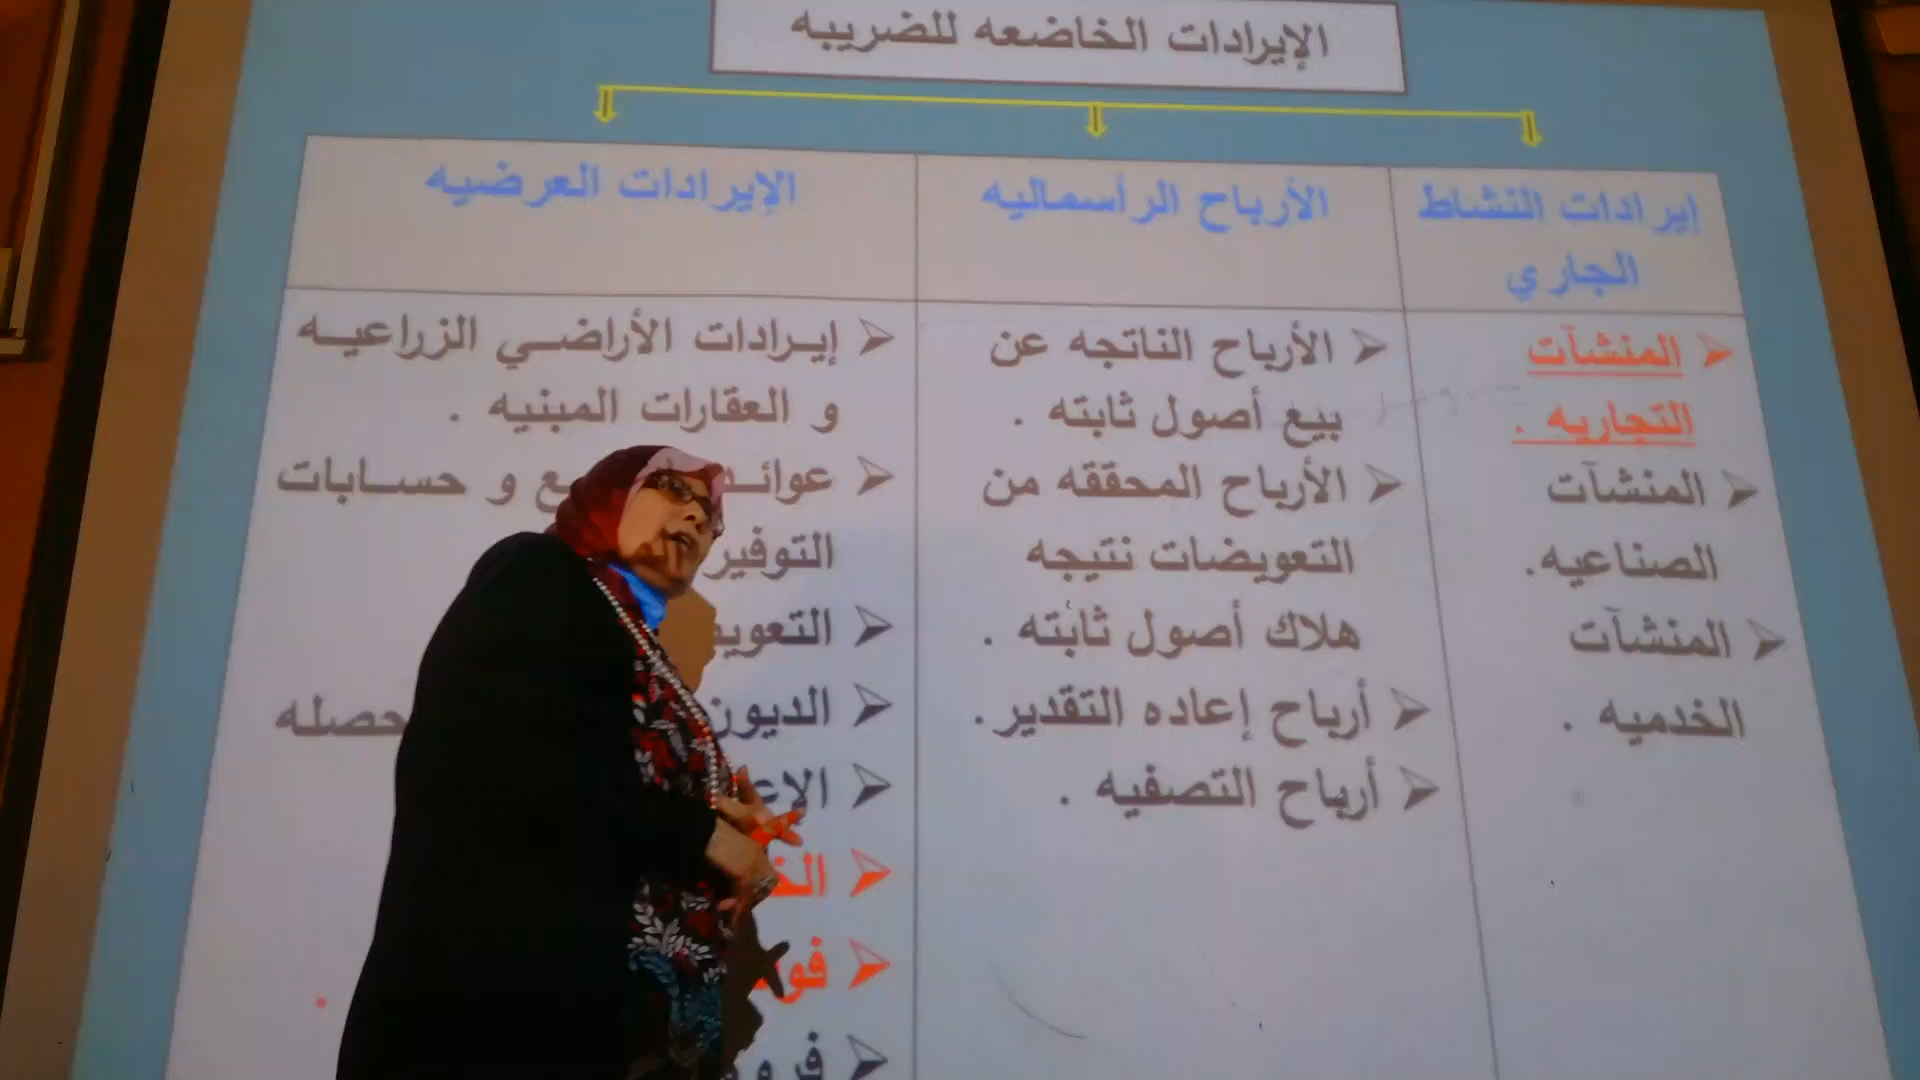 الإيرادات الخاضعه للضريبه
إيرادات النشاط
الجاري
المنشآت
التجاريه .
المنشآت
الصناعيه.
المنشآت
الخدميه .
الأرباح الرأسماليه
الأرباح الناتجه عن
بيع أصول ثابته .
الأرباح المحققه من
التعويضات نتيجه
هلاك أصول ثابته .
أرباح إعاده التقدير.
أرباح التصفيه .
الإيرادات العرضيه
إيرادات الأراضي الزراعيه
و العقارات المبنيه .
عوائد و حسابات
التوفير
الديون